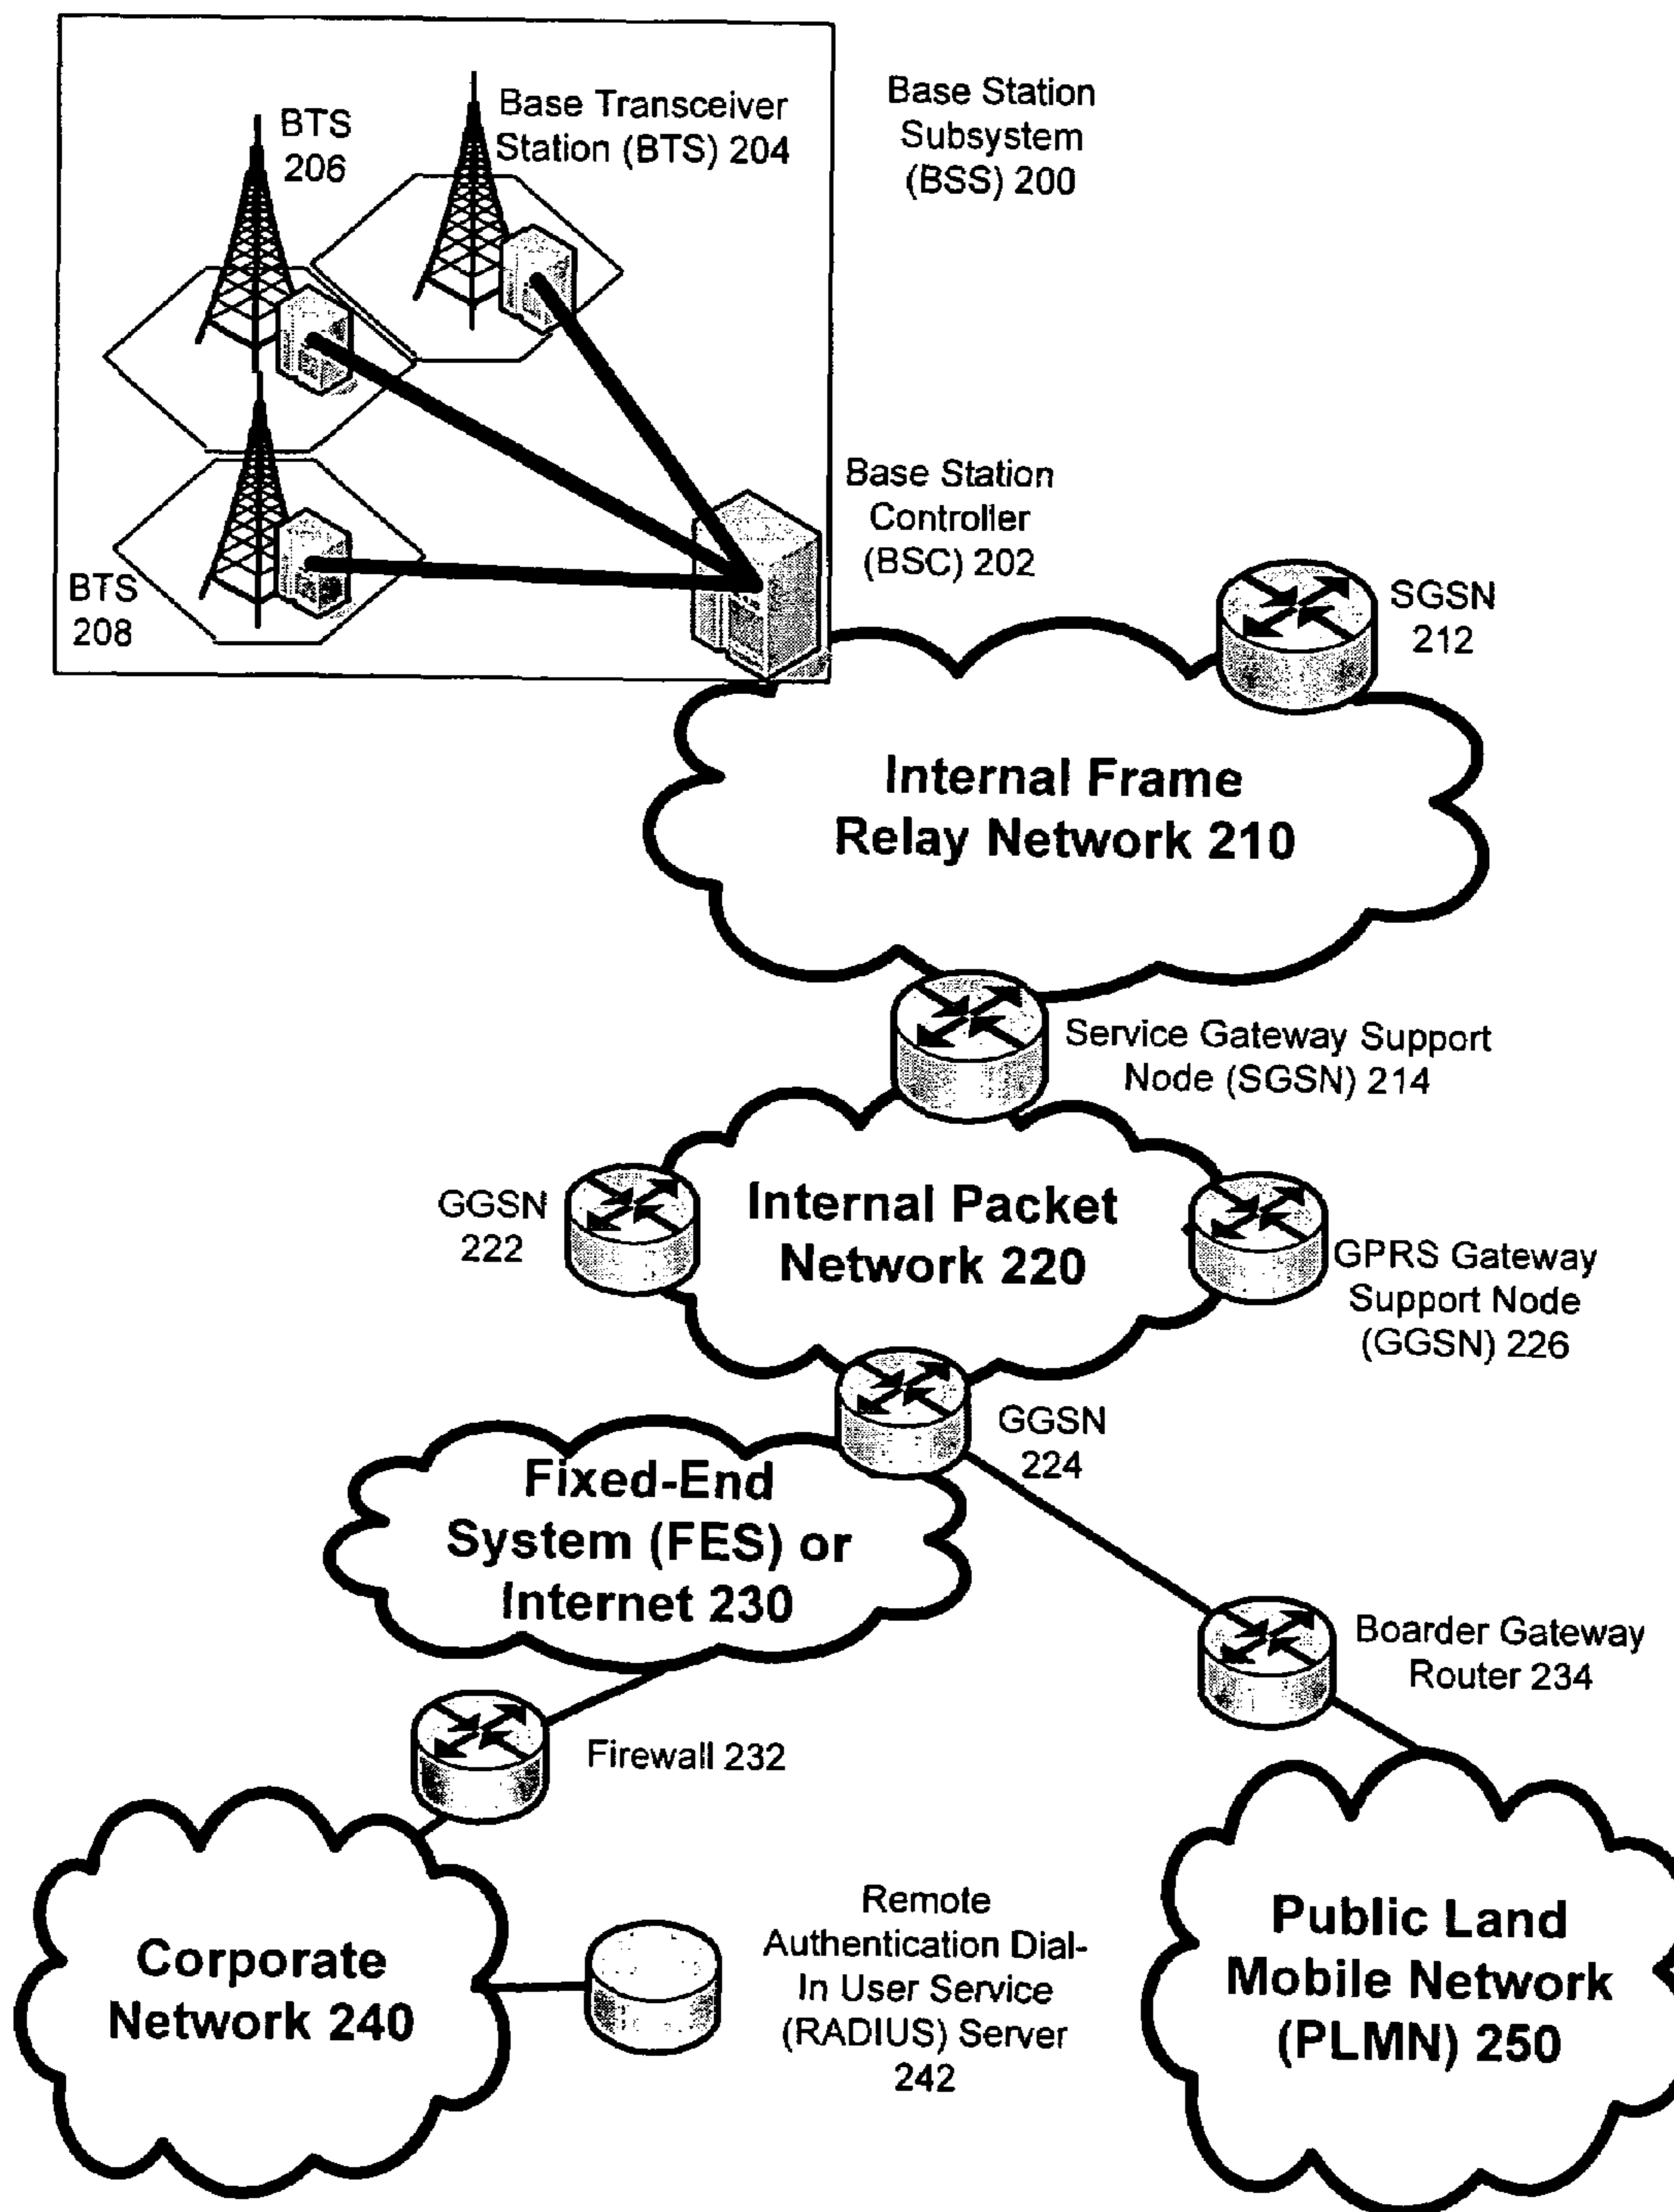 BTS
206
Base Transceiver
Station (BTS) 204
Base Station
Subsystem
(BSS) 200
Base Station
Controller
(BSC) 202
BTS
208
SGSN
212
Internal Frame
Relay Network 210
Service Gateway Support
Node (SGSN) 214
GGSN
222
Internal Packet
Network 220
GPRS Gateway
Support Node
(GGSN) 226
GGSN
224
Fixed-End
System (FES) or
Internet 230
Boarder Gateway
Router 234
Firewall 232
Corporate
Network 240
Remote
Authentication Dial-
In User Service
(RADIUS) Server
242
Public Land
Mobile Network
(PLMN) 250